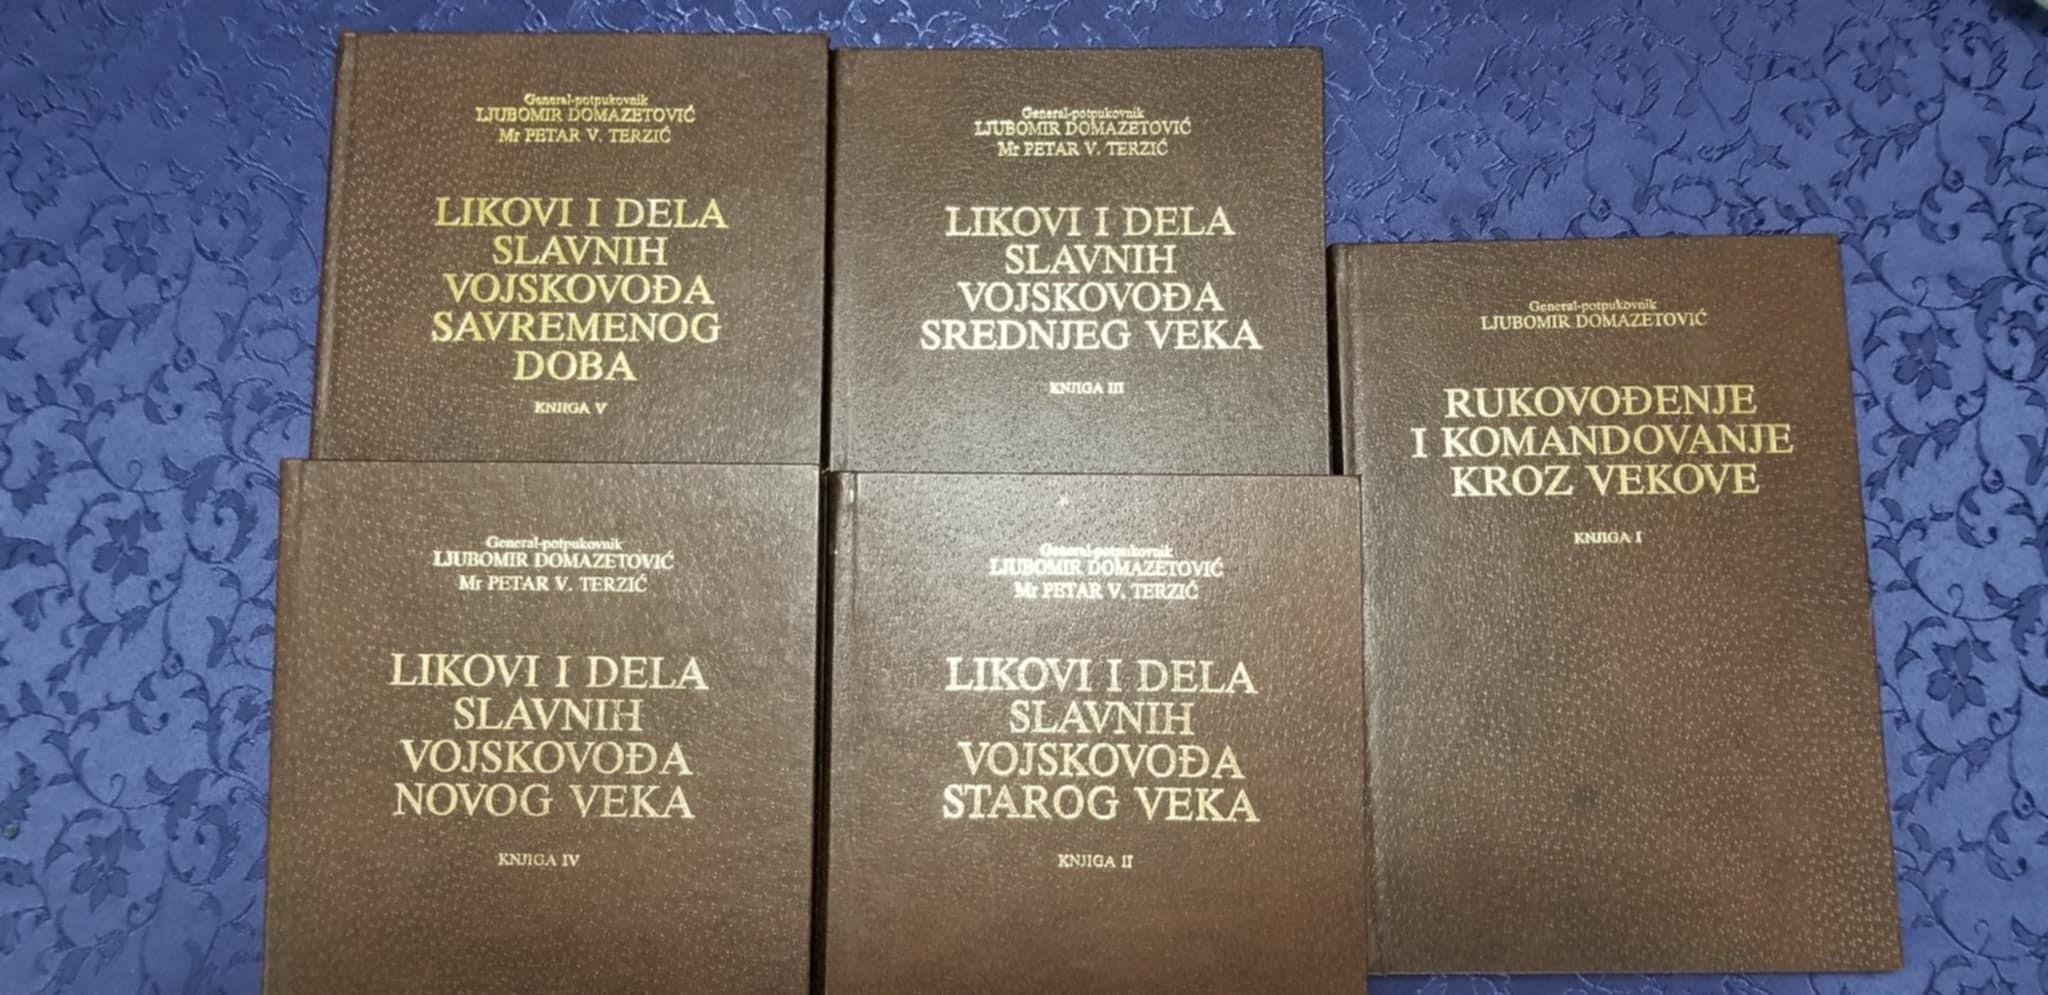 General-potpukovnik
LJUBOMIR DOMAZETOVIĆ
Mr PETAR V. TERZIĆ
LIKOVI I DELA
SLAVNIH
VOJSKOVOĐA
SAVREMENOG
DOBA
KNJIGA V
General-potpukovnik
LJUBOMIR DOMAZETOVIĆ
Mr PETAR V. TERZIĆ
LIKOVI I DELA
SLAVNIH
VOJSKOVOĐA
SREDNJEG VEKA
KNJIGA III
General-potpukovnik
LJUBOMIR DOMAZETOVIĆ
RUKOVOĐENJE
I KOMANDOVANJE
KROZ VEKOVE
KNJIGA I
General-potpukovnik
LJUBOMIR DOMAZETOVIĆ
Mr PETAR V. TERZIĆ
LIKOVI I DELA
SLAVNIH
VOJSKOVOĐA
NOVOG VEKA
KNJIGA IV
General-potpukovnik
LJUBOMIR DOMAZETOVIĆ
Mr PETAR V. TERZIĆ
LIKOVI I DELA
SLAVNIH
VOJSKOVOĐA
STAROG VEKA
KNJIGA II